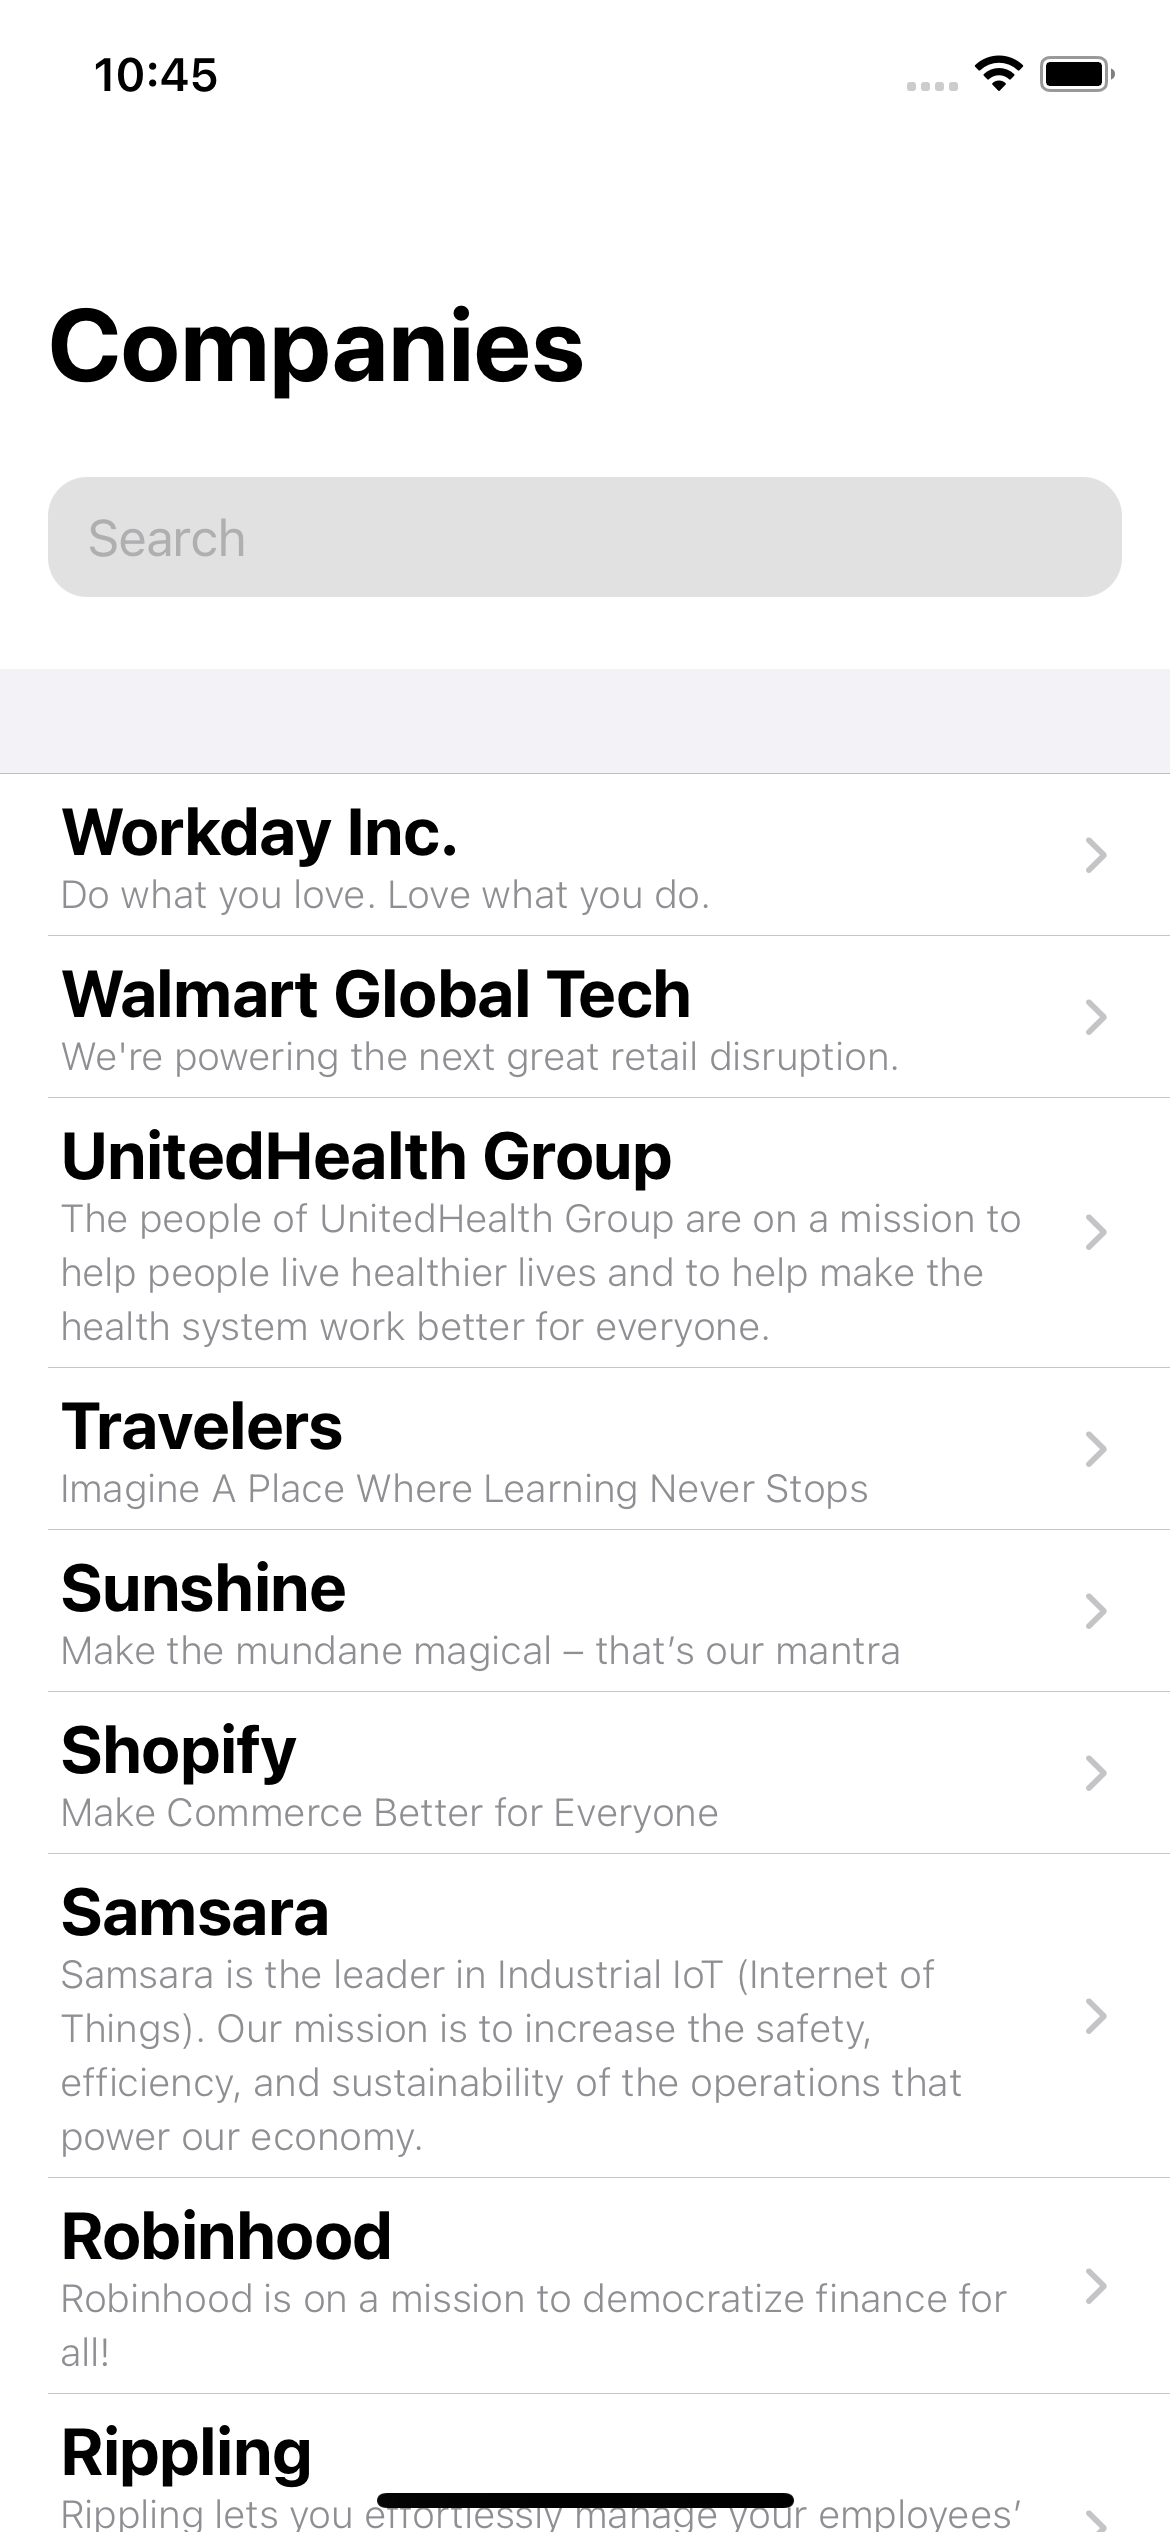 10:45
Companies
Search
Workday Inc.
Do what you love. Love what you do.
Walmart Global Tech
We're powering the next great retail disruption.
UnitedHealth Group
The people of UnitedHealth Group are on a mission to
help people live healthier lives and to help make the
health system work better for everyone.
Travelers
Imagine A Place Where Learning Never Stops
Sunshine
Make the mundane magical – that’s our mantra
Shopify
Make Commerce Better for Everyone
Samsara
Samsara is the leader in Industrial IoT (Internet of
Things). Our mission is to increase the safety,
efficiency, and sustainability of the operations that
power our economy.
Robinhood
Robinhood is on a mission to democratize finance for
all!
Rippling
Rippling lets you effortlessly manage your employees’